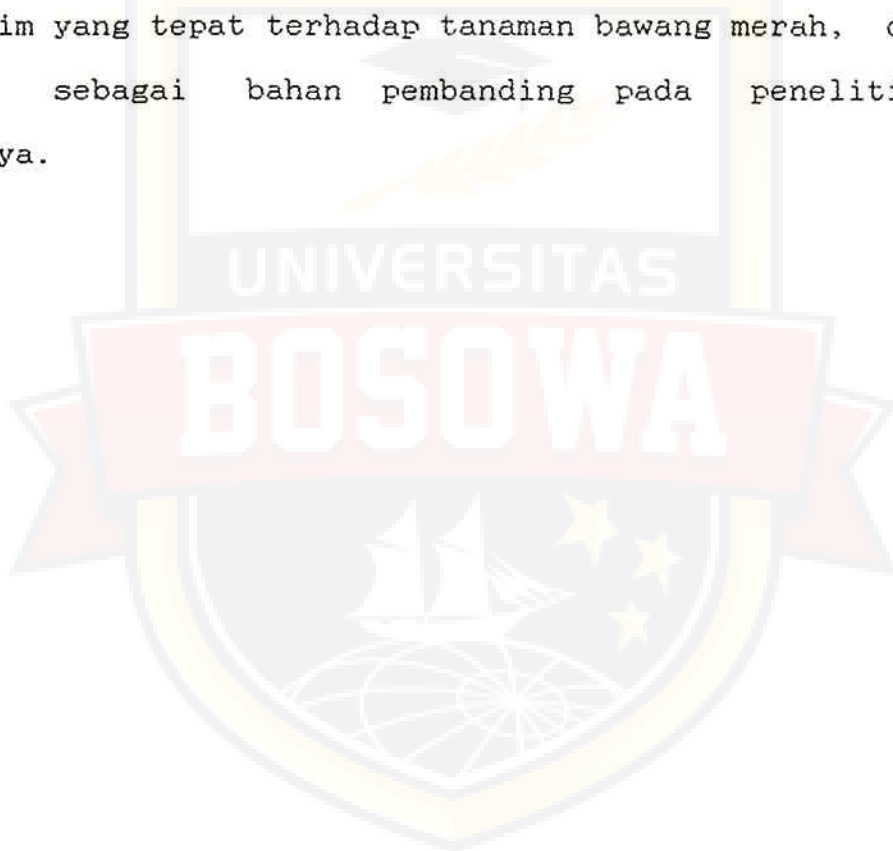 im yang tepat terhadap tanaman bawang merah,
sebagai bahan pembanding pada peneliti
ya.
UNIVERSITAS
BOSOWA